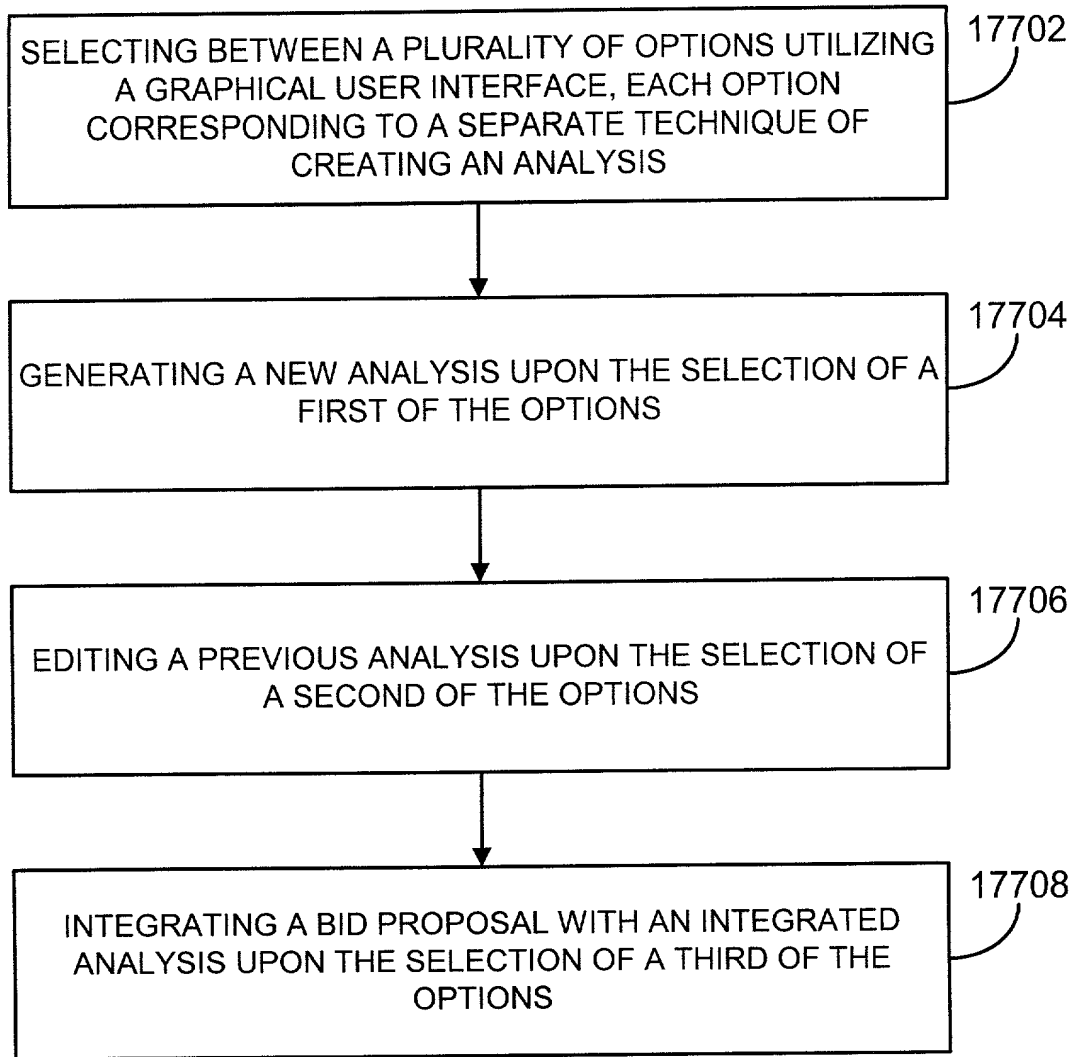 17702
SELECTING BETWEEN A PLURALITY OF OPTIONS UTILIZING
A GRAPHICAL USER INTERFACE, EACH OPTION
CORRESPONDING TO A SEPARATE TECHNIQUE OF
CREATING AN ANALYSIS
17704
GENERATING A NEW ANALYSIS UPON THE SELECTION OF A
FIRST OF THE OPTIONS
17706
EDITING A PREVIOUS ANALYSIS UPON THE SELECTION OF
A SECOND OF THE OPTIONS
17708
INTEGRATING A BID PROPOSAL WITH AN INTEGRATED
ANALYSIS UPON THE SELECTION OF A THIRD OF THE
OPTIONS